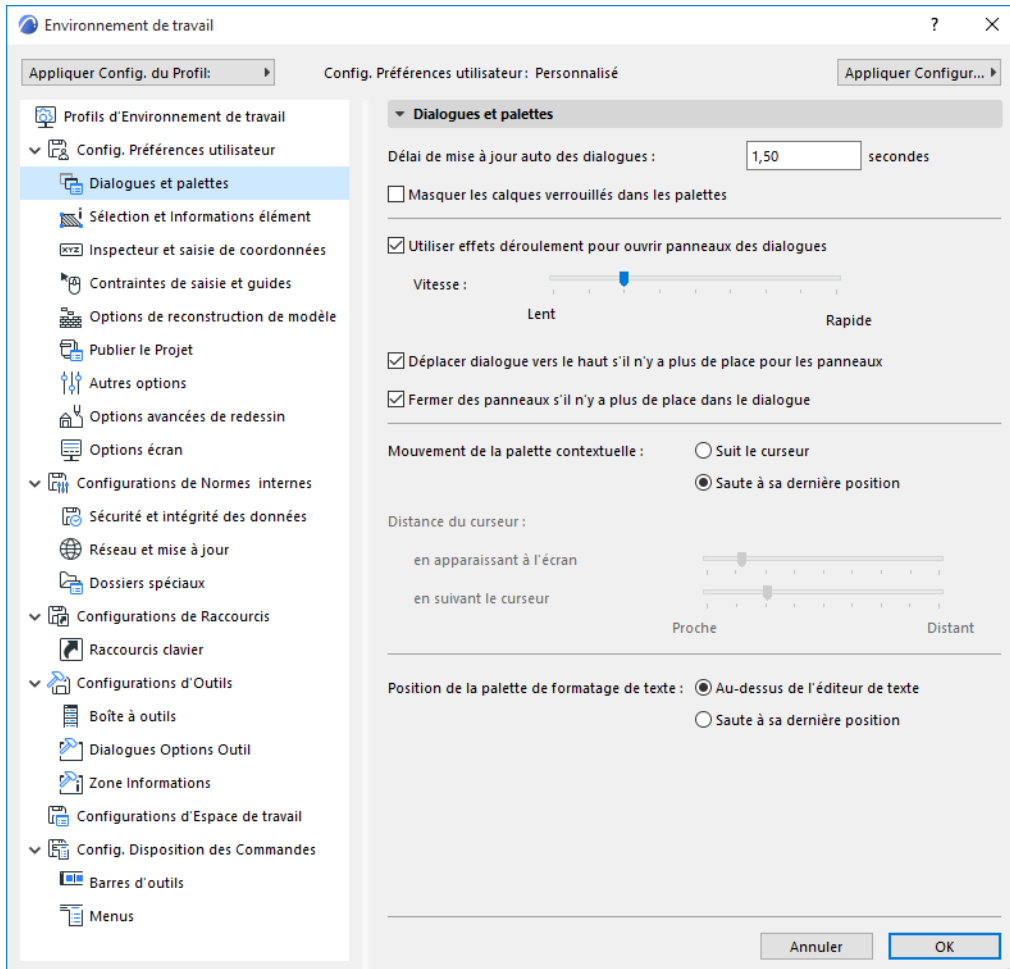 Environnement de travail
?
Appliquer Config. du Profil:
Config. Préférences utilisateur: Personnalisé
Appliquer Configur...
Profils d'Environnement de travail
Config. Préférences utilisateur
Dialogues et palettes
Sélection et Informations élément
XYZ
Inspecteur et saisie de coordonnées
Contraintes de saisie et guides
Options de reconstruction de modèle
Publier le Projet
Autres options
Options avancées de redessin
Options écran
Configurations de Normes internes
Sécurité et intégrité des données
Réseau et mise à jour
Dossiers spéciaux
Configurations de Raccourcis
Raccourcis clavier
Configurations d'Outils
Boîte à outils
Dialogues Options Outil
Zone Informations
Configurations d'Espace de travail
Config. Disposition des Commandes
Barres d'outils
Menus
Dialogues et palettes
Délai de mise à jour auto des dialogues : 1,50 secondes
Masquer les calques verrouillés dans les palettes
Utiliser effets déroulement pour ouvrir panneaux des dialogues
Vitesse :
Lent
Rapide
Déplacer dialogue vers le haut s'il n'y a plus de place pour les panneaux
Fermer des panneaux s'il n'y a plus de place dans le dialogue
Mouvement de la palette contextuelle : Suit le curseur
Saute à sa dernière position
Distance du curseur :
en apparaissant à l'écran
en suivant le curseur
Proche
Distant
Position de la palette de formatage de texte : Au-dessus de l'éditeur de texte
Saute à sa dernière position
Annuler
OK